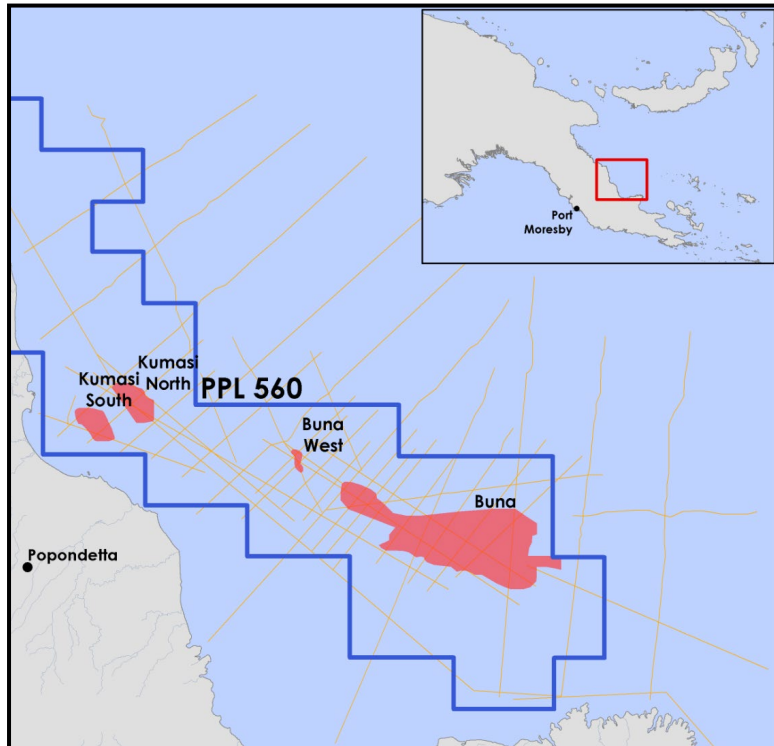 Port
Moresby
Kumasi
North
Kumasi
South
PPL 560
Buna
West
Buna
Popondetta